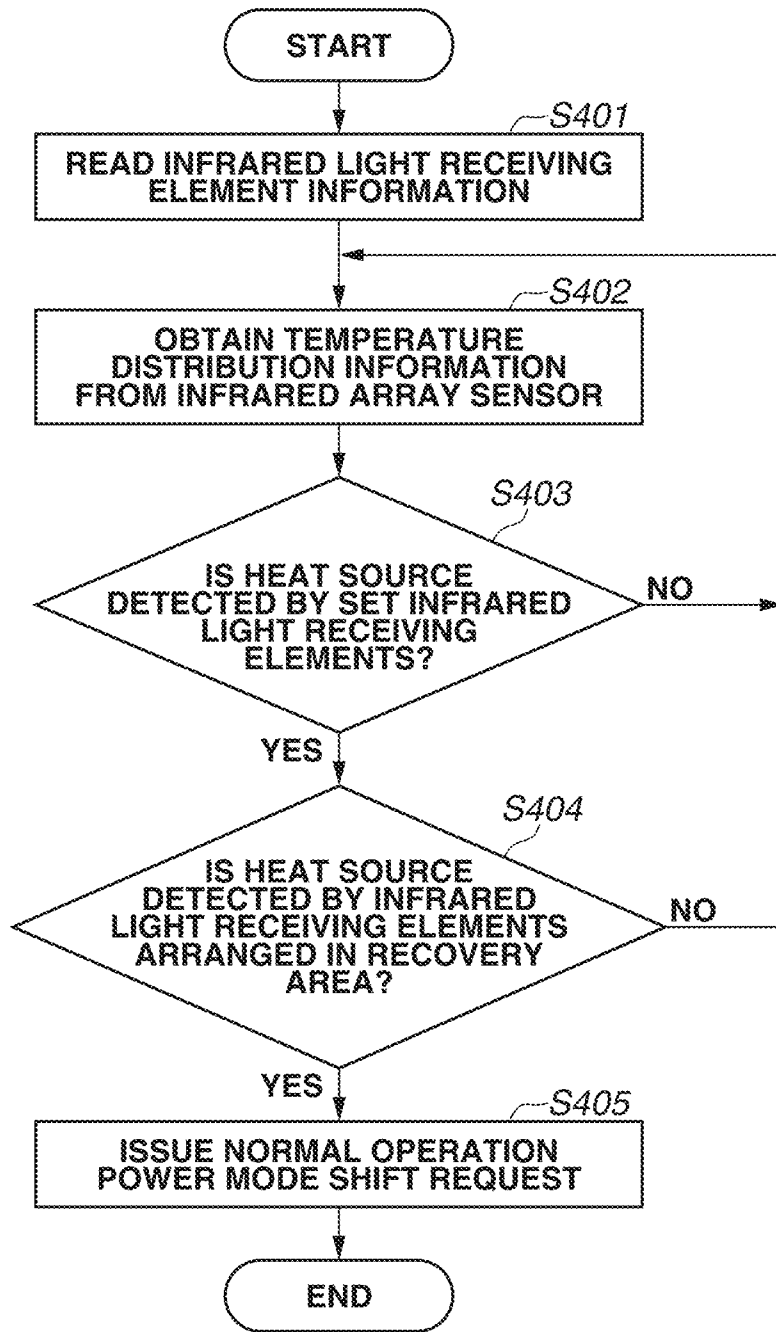 START
S401
READ INFRARED LIGHT RECEIVING
ELEMENT INFORMATION
S402
OBTAIN TEMPERATURE
DISTRIBUTION INFORMATION
FROM INFRARED ARRAY SENSOR
S403
IS HEAT SOURCE
DETECTED BY SET INFRARED
LIGHT RECEIVING
ELEMENTS?
NO
YES
S404
IS HEAT SOURCE
DETECTED BY INFRARED
LIGHT RECEIVING ELEMENTS
ARRANGED IN RECOVERY
AREA?
NO
YES
S405
ISSUE NORMAL OPERATION
POWER MODE SHIFT REQUEST
END